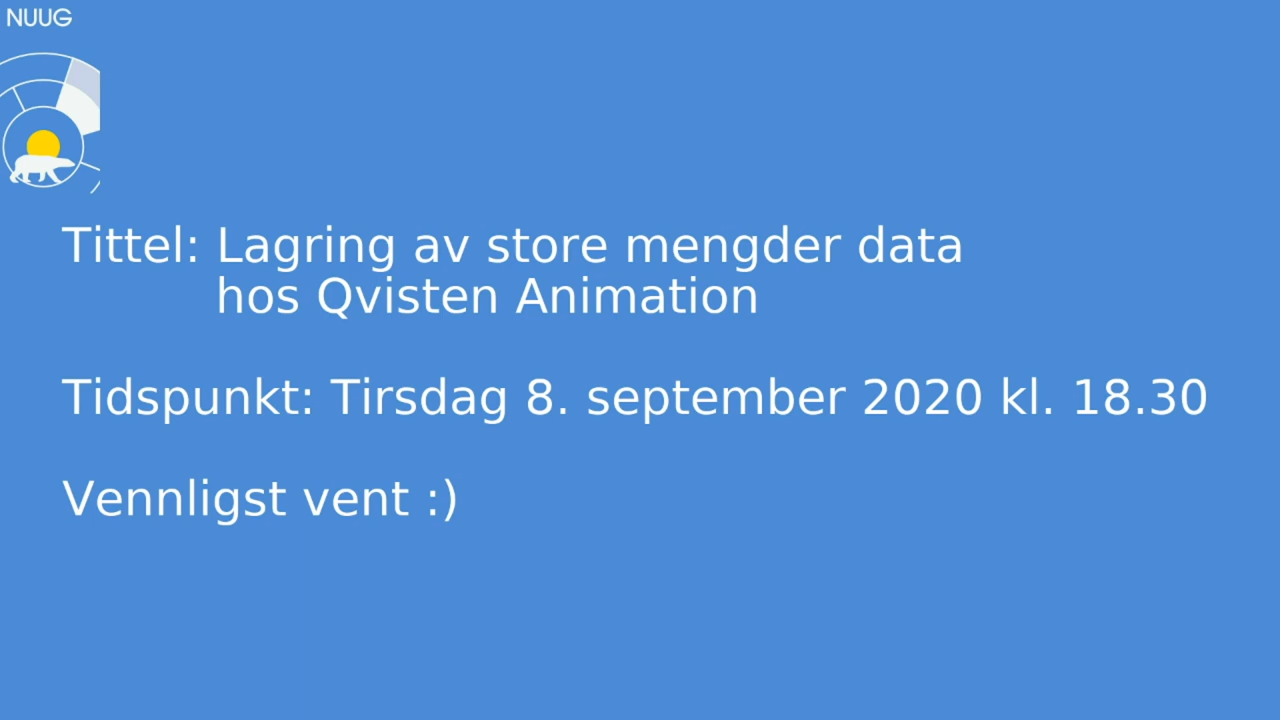 NUUG
Tittel: Lagring av store mengder data
hos Qvisten Animation
Tidspunkt: Tirsdag 8. september 2020 kl. 18.30
Vennligst vent :)